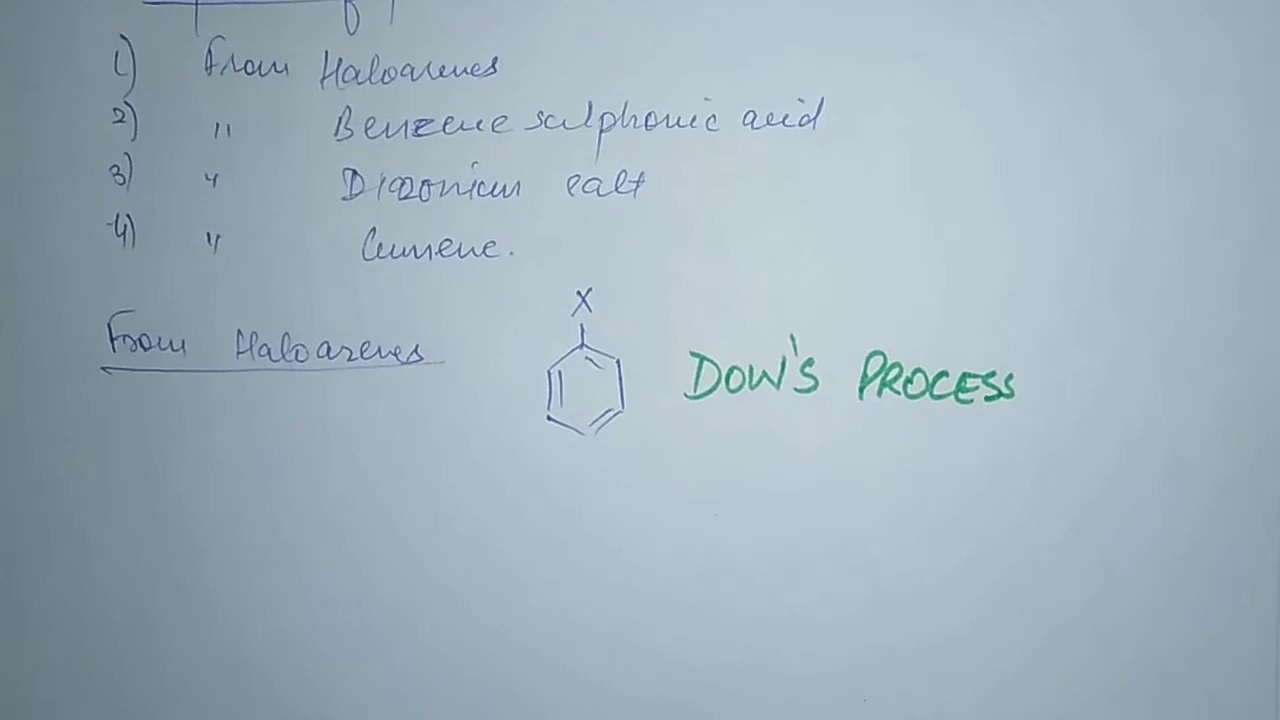 1) From Haloarenes
2) " Benzene sulphonic acid
3) " Diazonium salt
4) " Cumene.
X
From Haloarenes DOW'S PROCESS